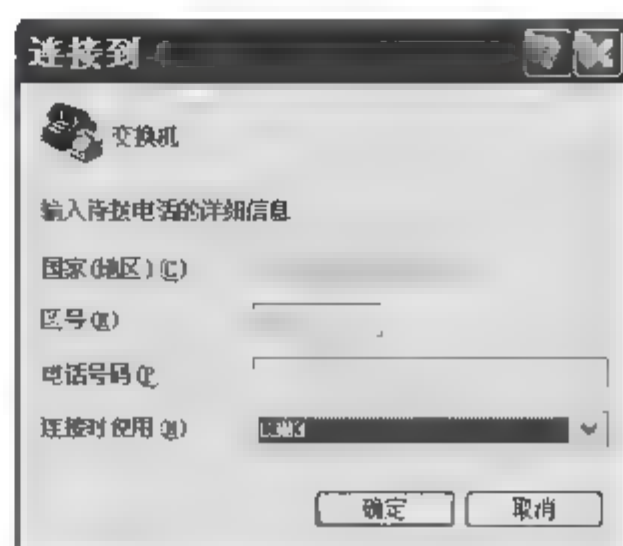 连接到
交换机
输入待拨电话的详细信息
国家(地区)(C)
区号(E)
电话号码(P
连接时使用(N)
确定
取消